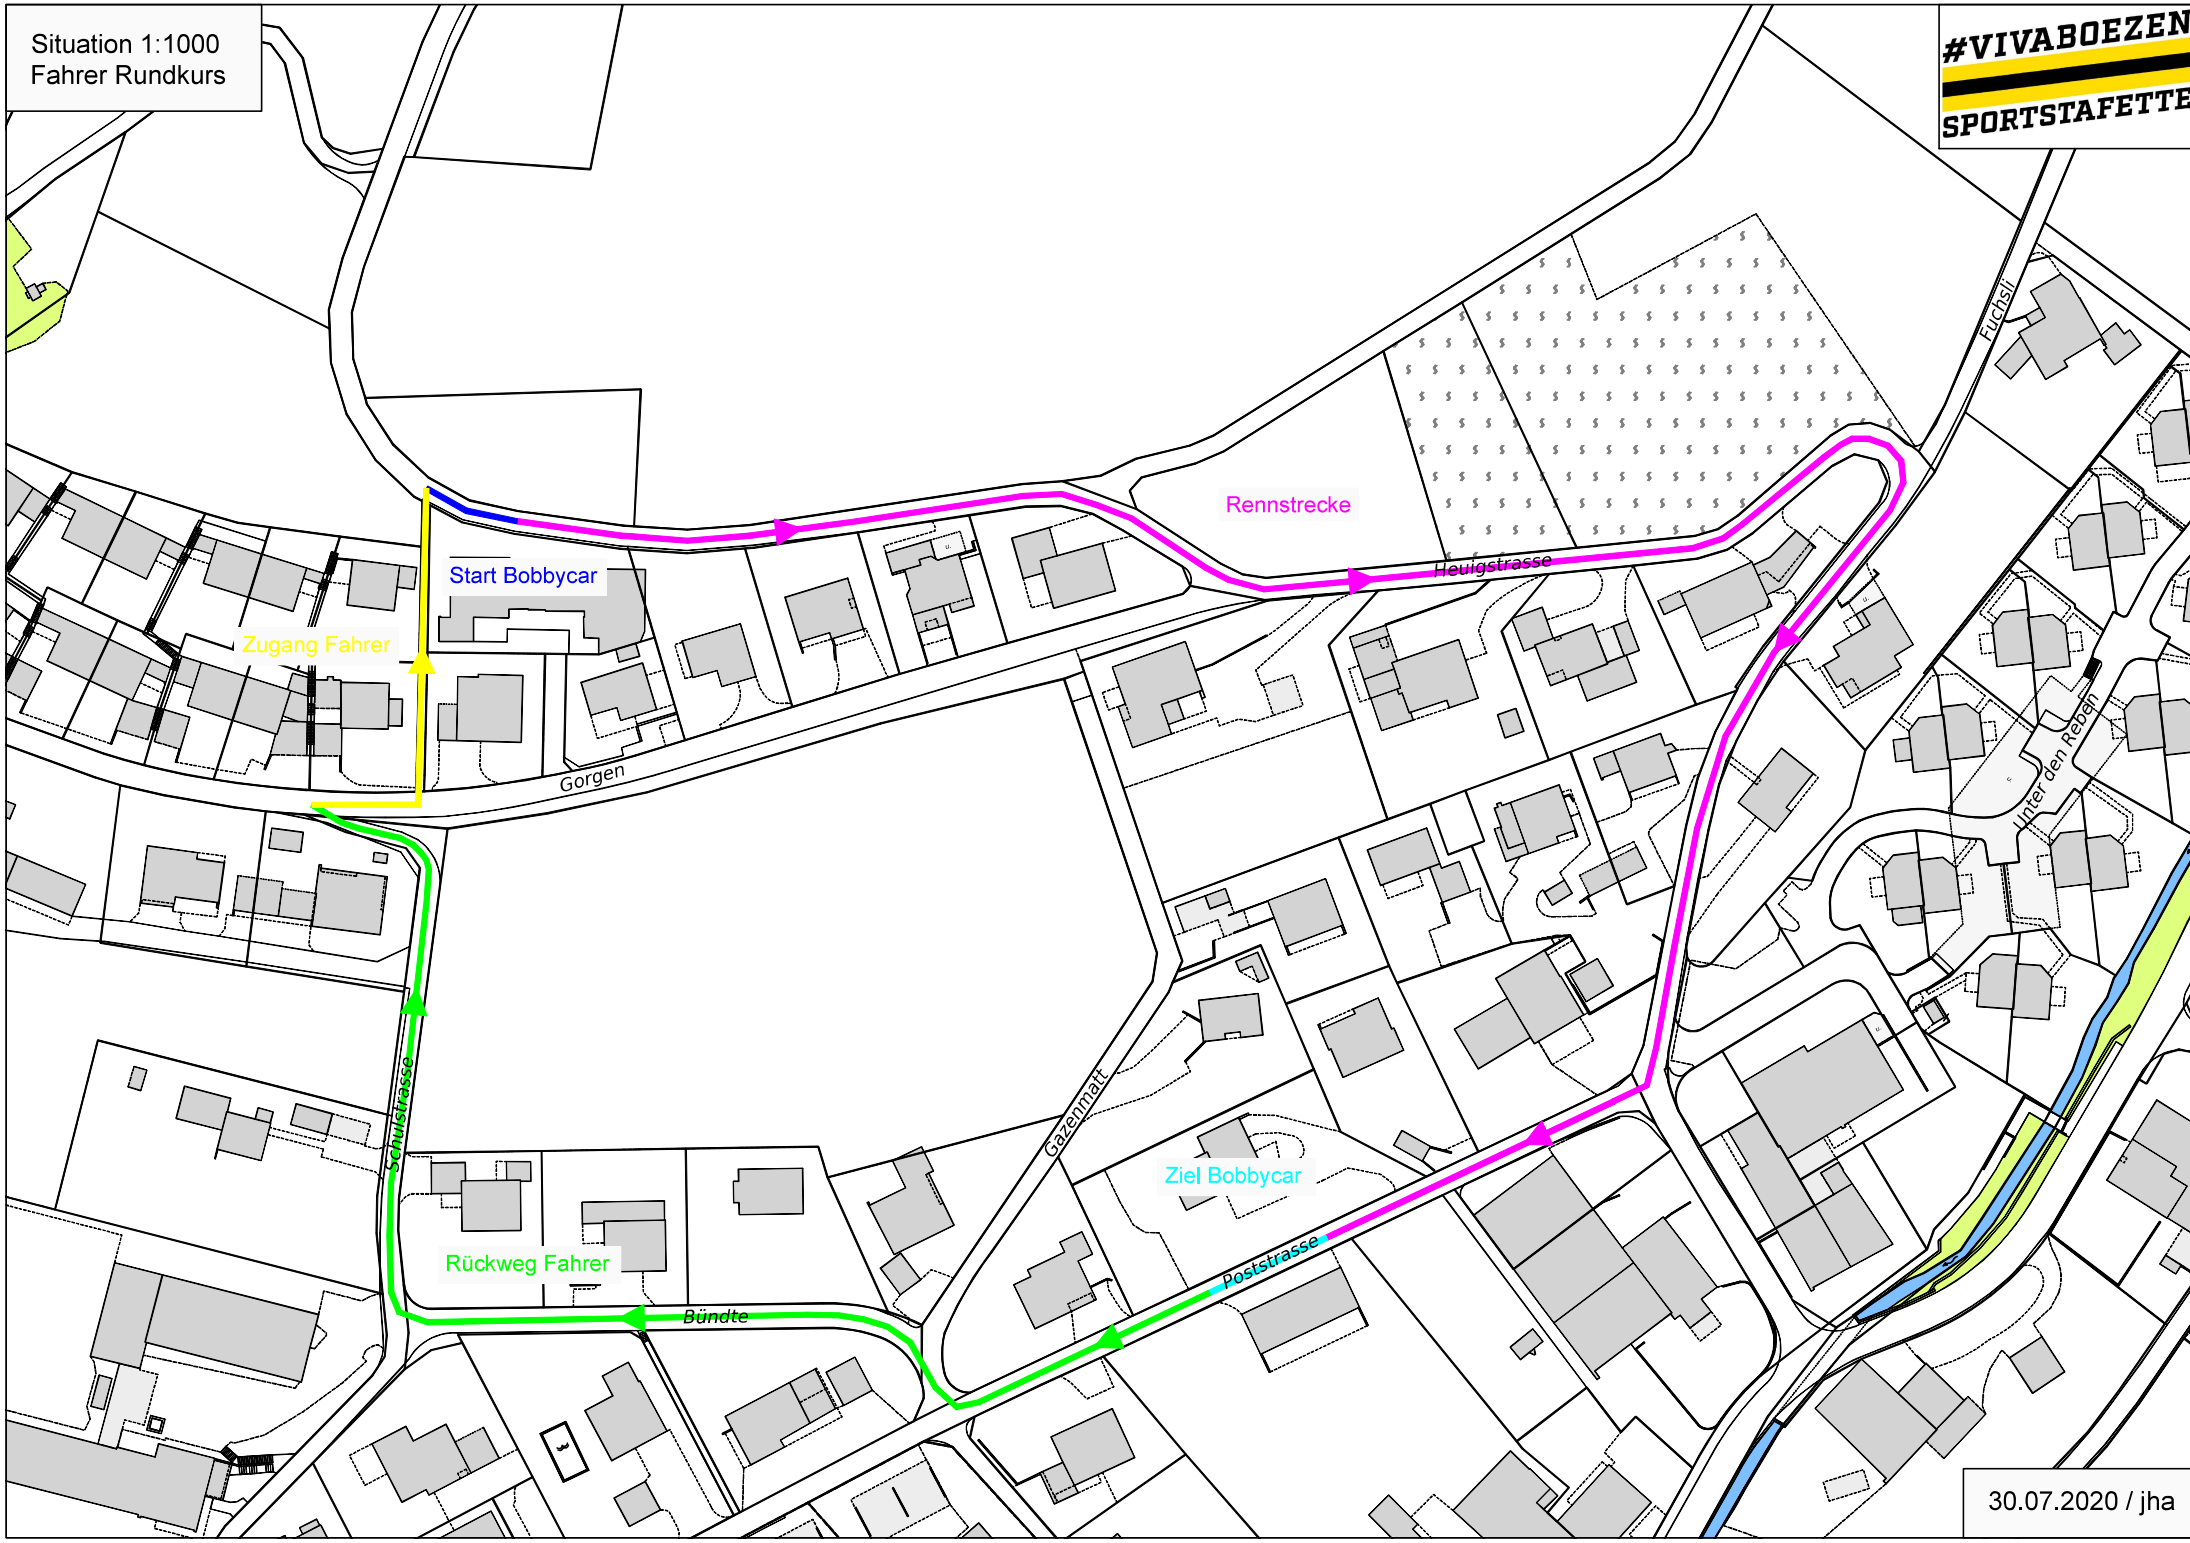 Situation 1:1000
Fahrer Rundkurs
#VIVABOEZEN
SPORTSTAFETTE
Fuchsli
Rennstrecke
Heuigstrasse
Start Bobbycar
Zugang Fahrer
Gorgen
Unter den Reben
Schulstrasse
Gazenmatt
Ziel Bobbycar
Poststrasse
Rückweg Fahrer
Bündte
30.07.2020 / jha